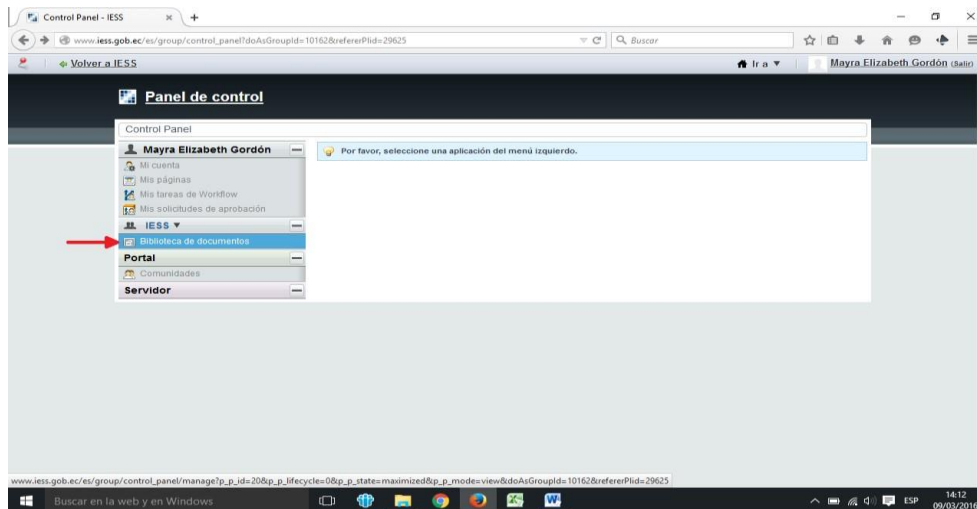 Control Panel - IESS
www.iess.gob.ec/es/group/control_panel?doAsGroupId=10162&refererPlid=29625
Buscar
Volver a IESS
Ir a
Mayra Elizabeth Gordón (Salir)
Panel de control
Control Panel
Mayra Elizabeth Gordón
Por favor, seleccione una aplicación del menú izquierdo.
Mi cuenta
Mis páginas
Mis tareas de Workflow
Mis solicitudes de aprobación
IESS
Biblioteca de documentos
Portal
Comunidades
Servidor
www.iess.gob.ec/es/group/control_panel/manage?p_p_id=20&p_p_lifecycle=0&p_p_state=maximized&p_p_mode=view&doAsGroupId=10162&refererPlid=29625
Buscar en la web y en Windows
ESP
14:12
09/03/2016